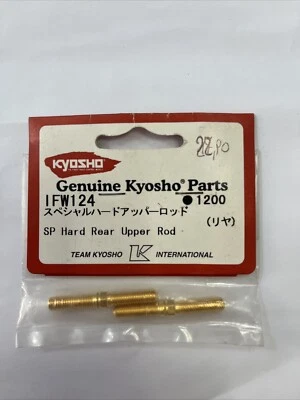 22,90
KYOSHO
Genuine Kyosho® Parts
IFW124 ●1200
スペシャルハードアッパーロッド
(リヤ)
SP Hard Rear Upper Rod
TEAM KYOSHO K INTERNATIONAL